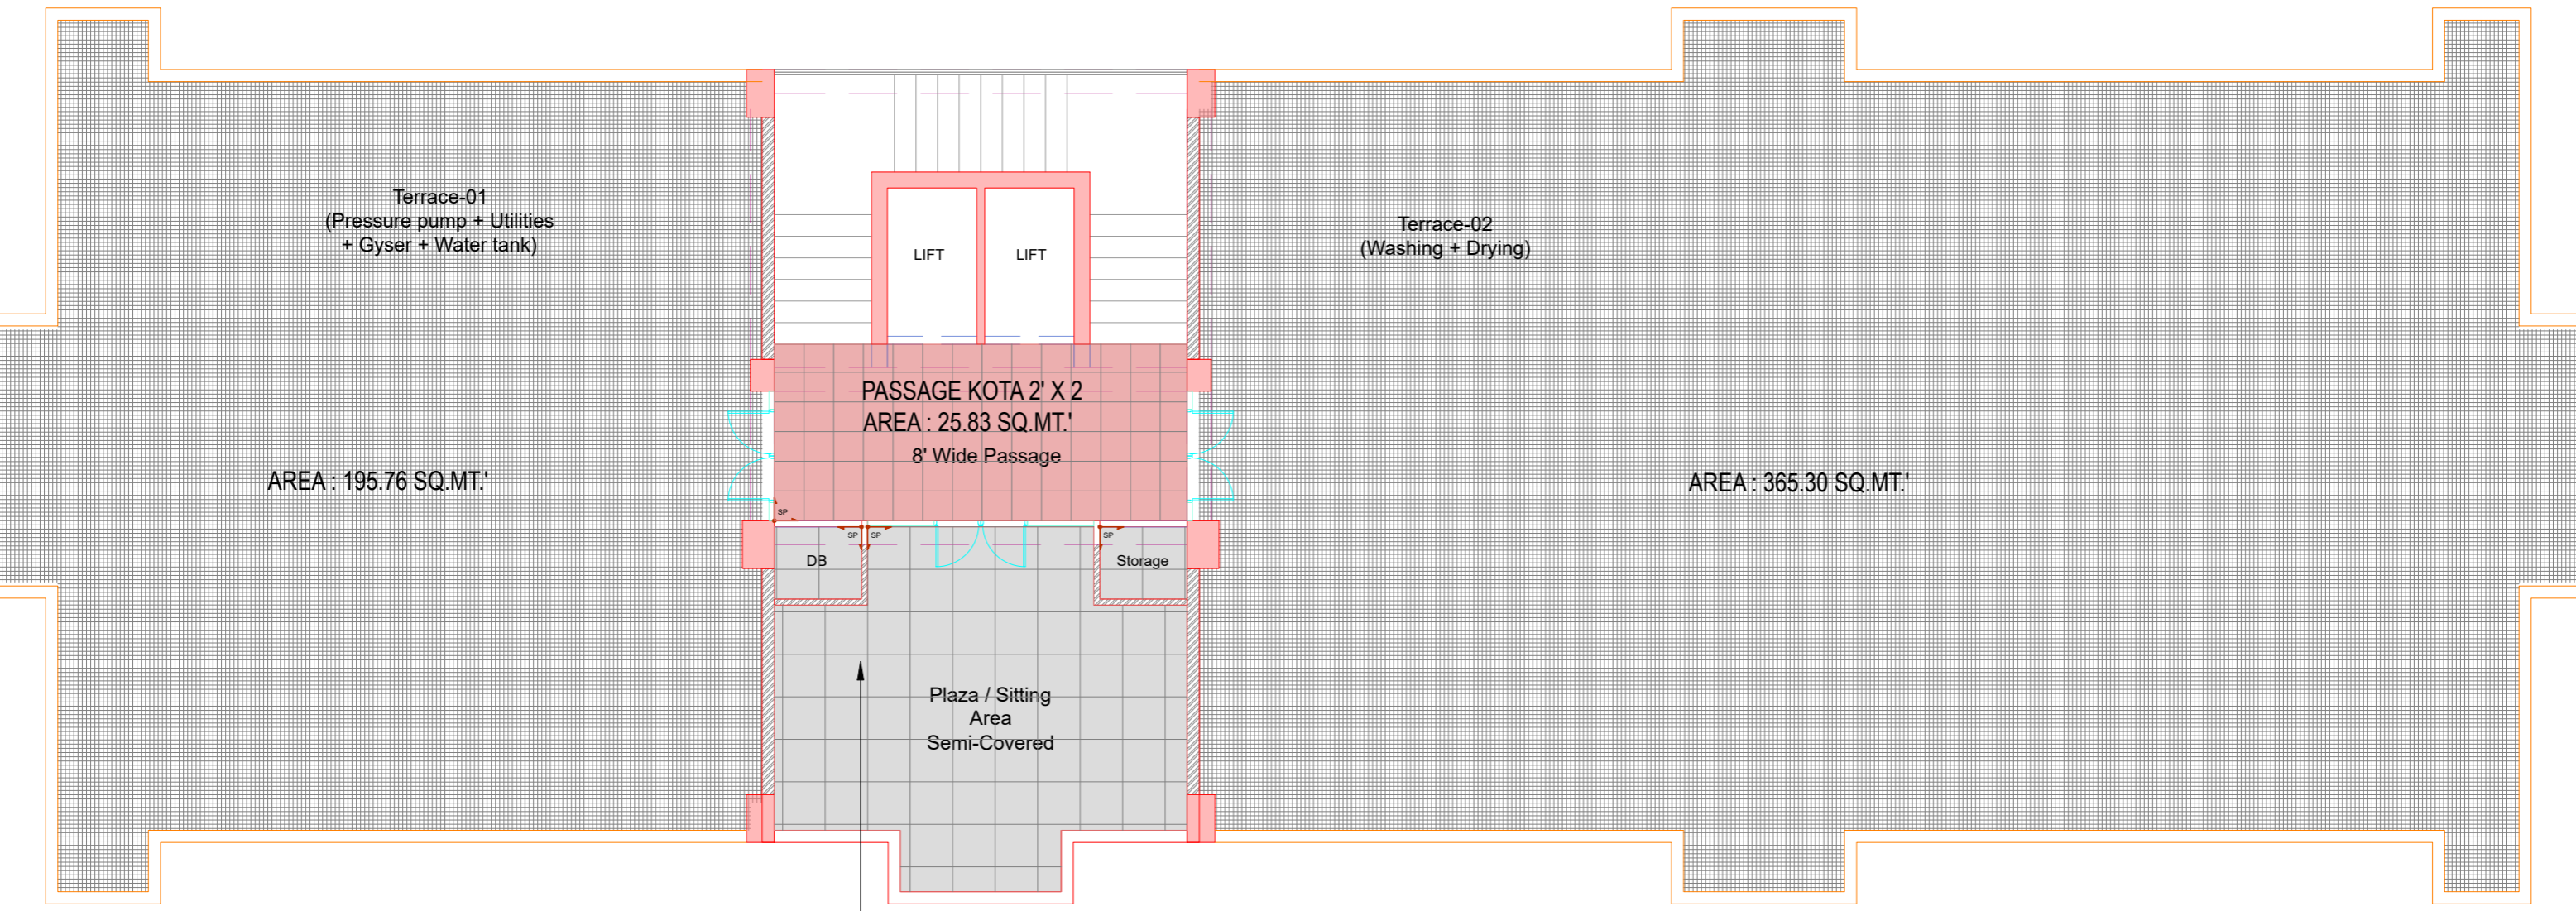 Terrace-01
(Pressure pump + Utilities
+ Gyser + Water tank)
Terrace-02
(Washing + Drying)
LIFT
LIFT
PASSAGE KOTA 2' X 2
AREA : 25.83 SQ.MT.'
8' Wide Passage
AREA : 195.76 SQ.MT.'
AREA : 365.30 SQ.MT.'
SP
SP
SP
SP
DB
Storage
Plaza / Sitting
Area
Semi-Covered